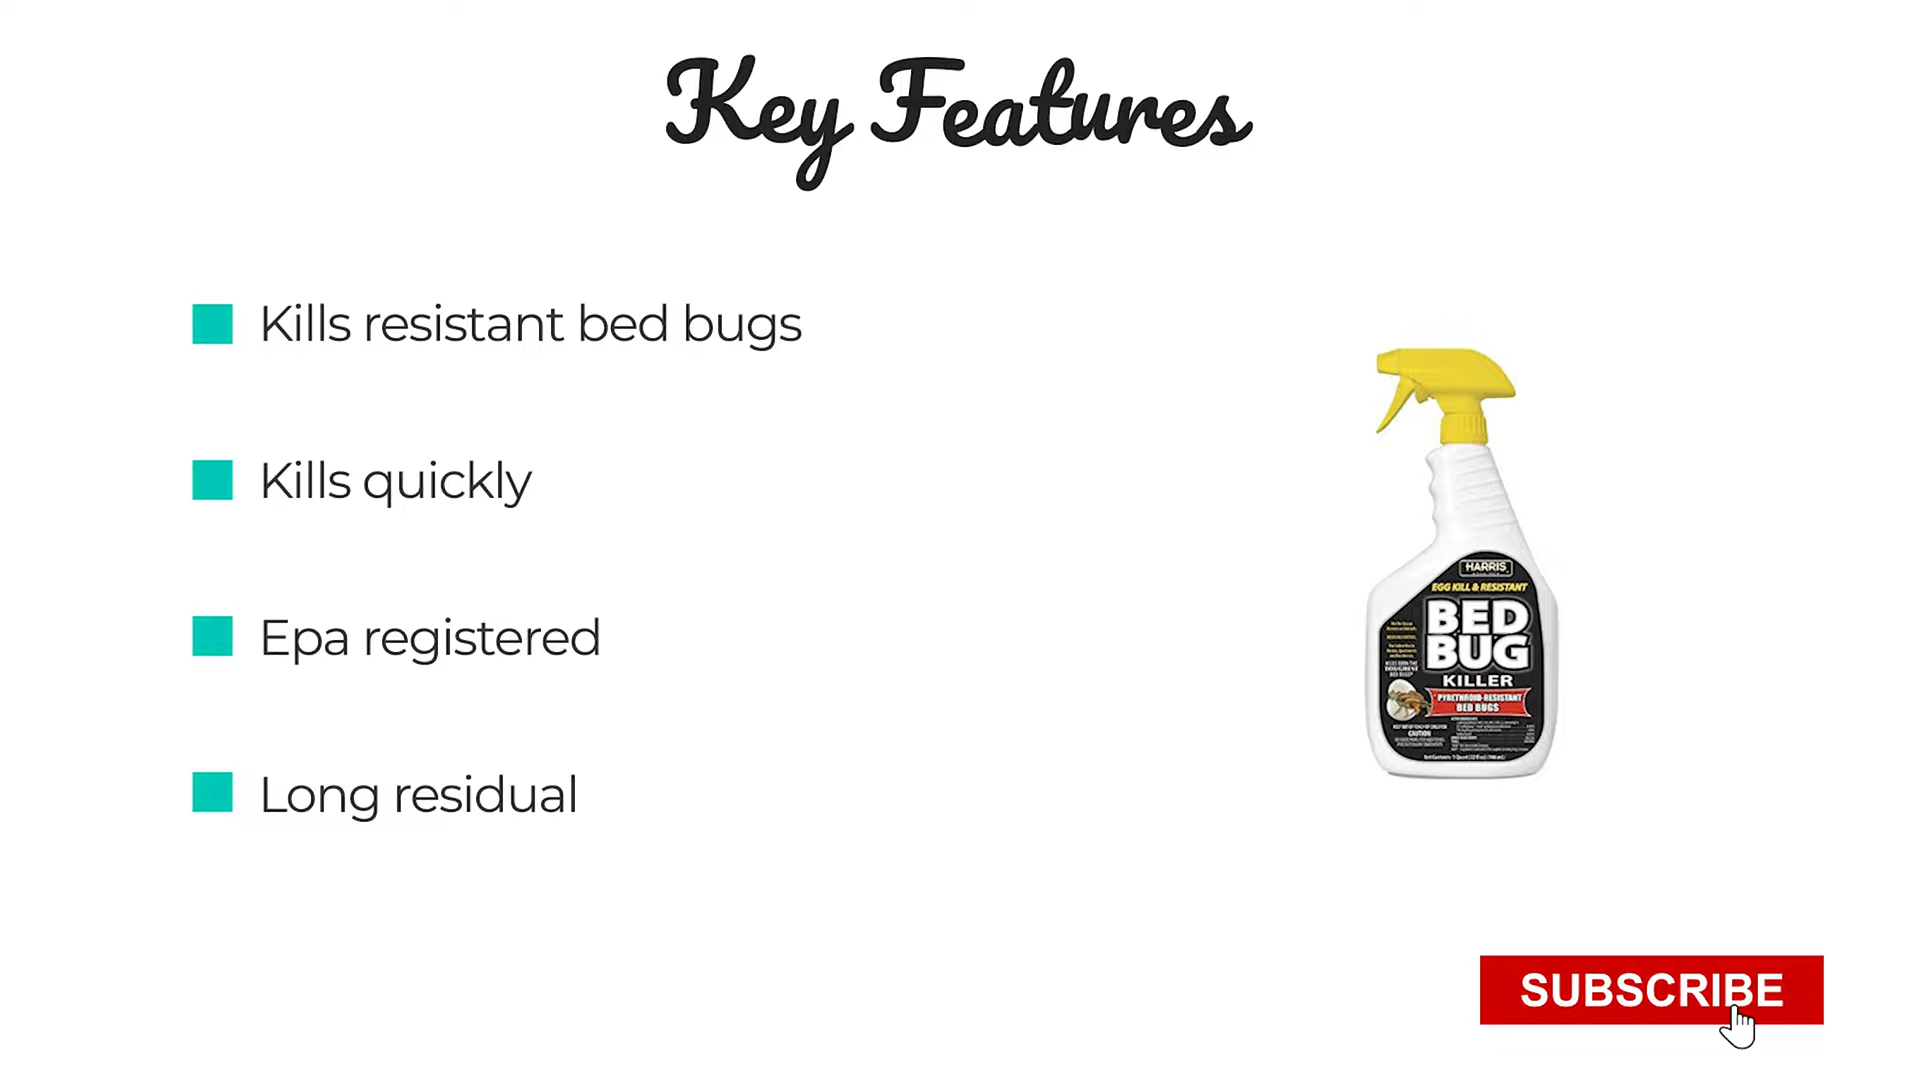 Key Features
Kills resistant bed bugs
Kills quickly
Epa registered
Long residual
HARRIS
EGG KILL & RESISTANT
BED
BUG
KILLER
PYRETHROID-RESISTANT
BED BUGS
CAUTION
SUBSCRIBE